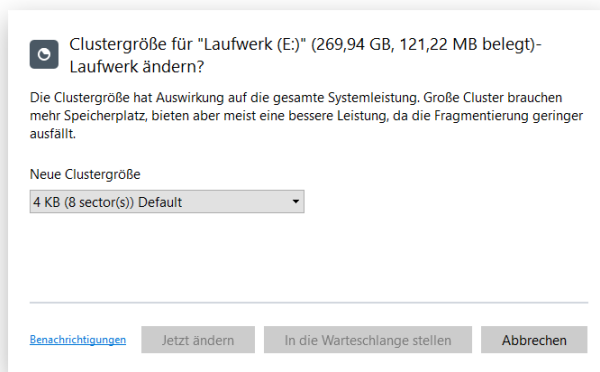 Clustergröße für "Laufwerk (E:)" (269,94 GB, 121,22 MB belegt)-
Laufwerk ändern?
Die Clustergröße hat Auswirkung auf die gesamte Systemleistung. Große Cluster brauchen
mehr Speicherplatz, bieten aber meist eine bessere Leistung, da die Fragmentierung geringer
ausfällt.
Neue Clustergröße
4 KB (8 sector(s)) Default
Benachrichtigungen
Jetzt ändern
In die Warteschlange stellen
Abbrechen